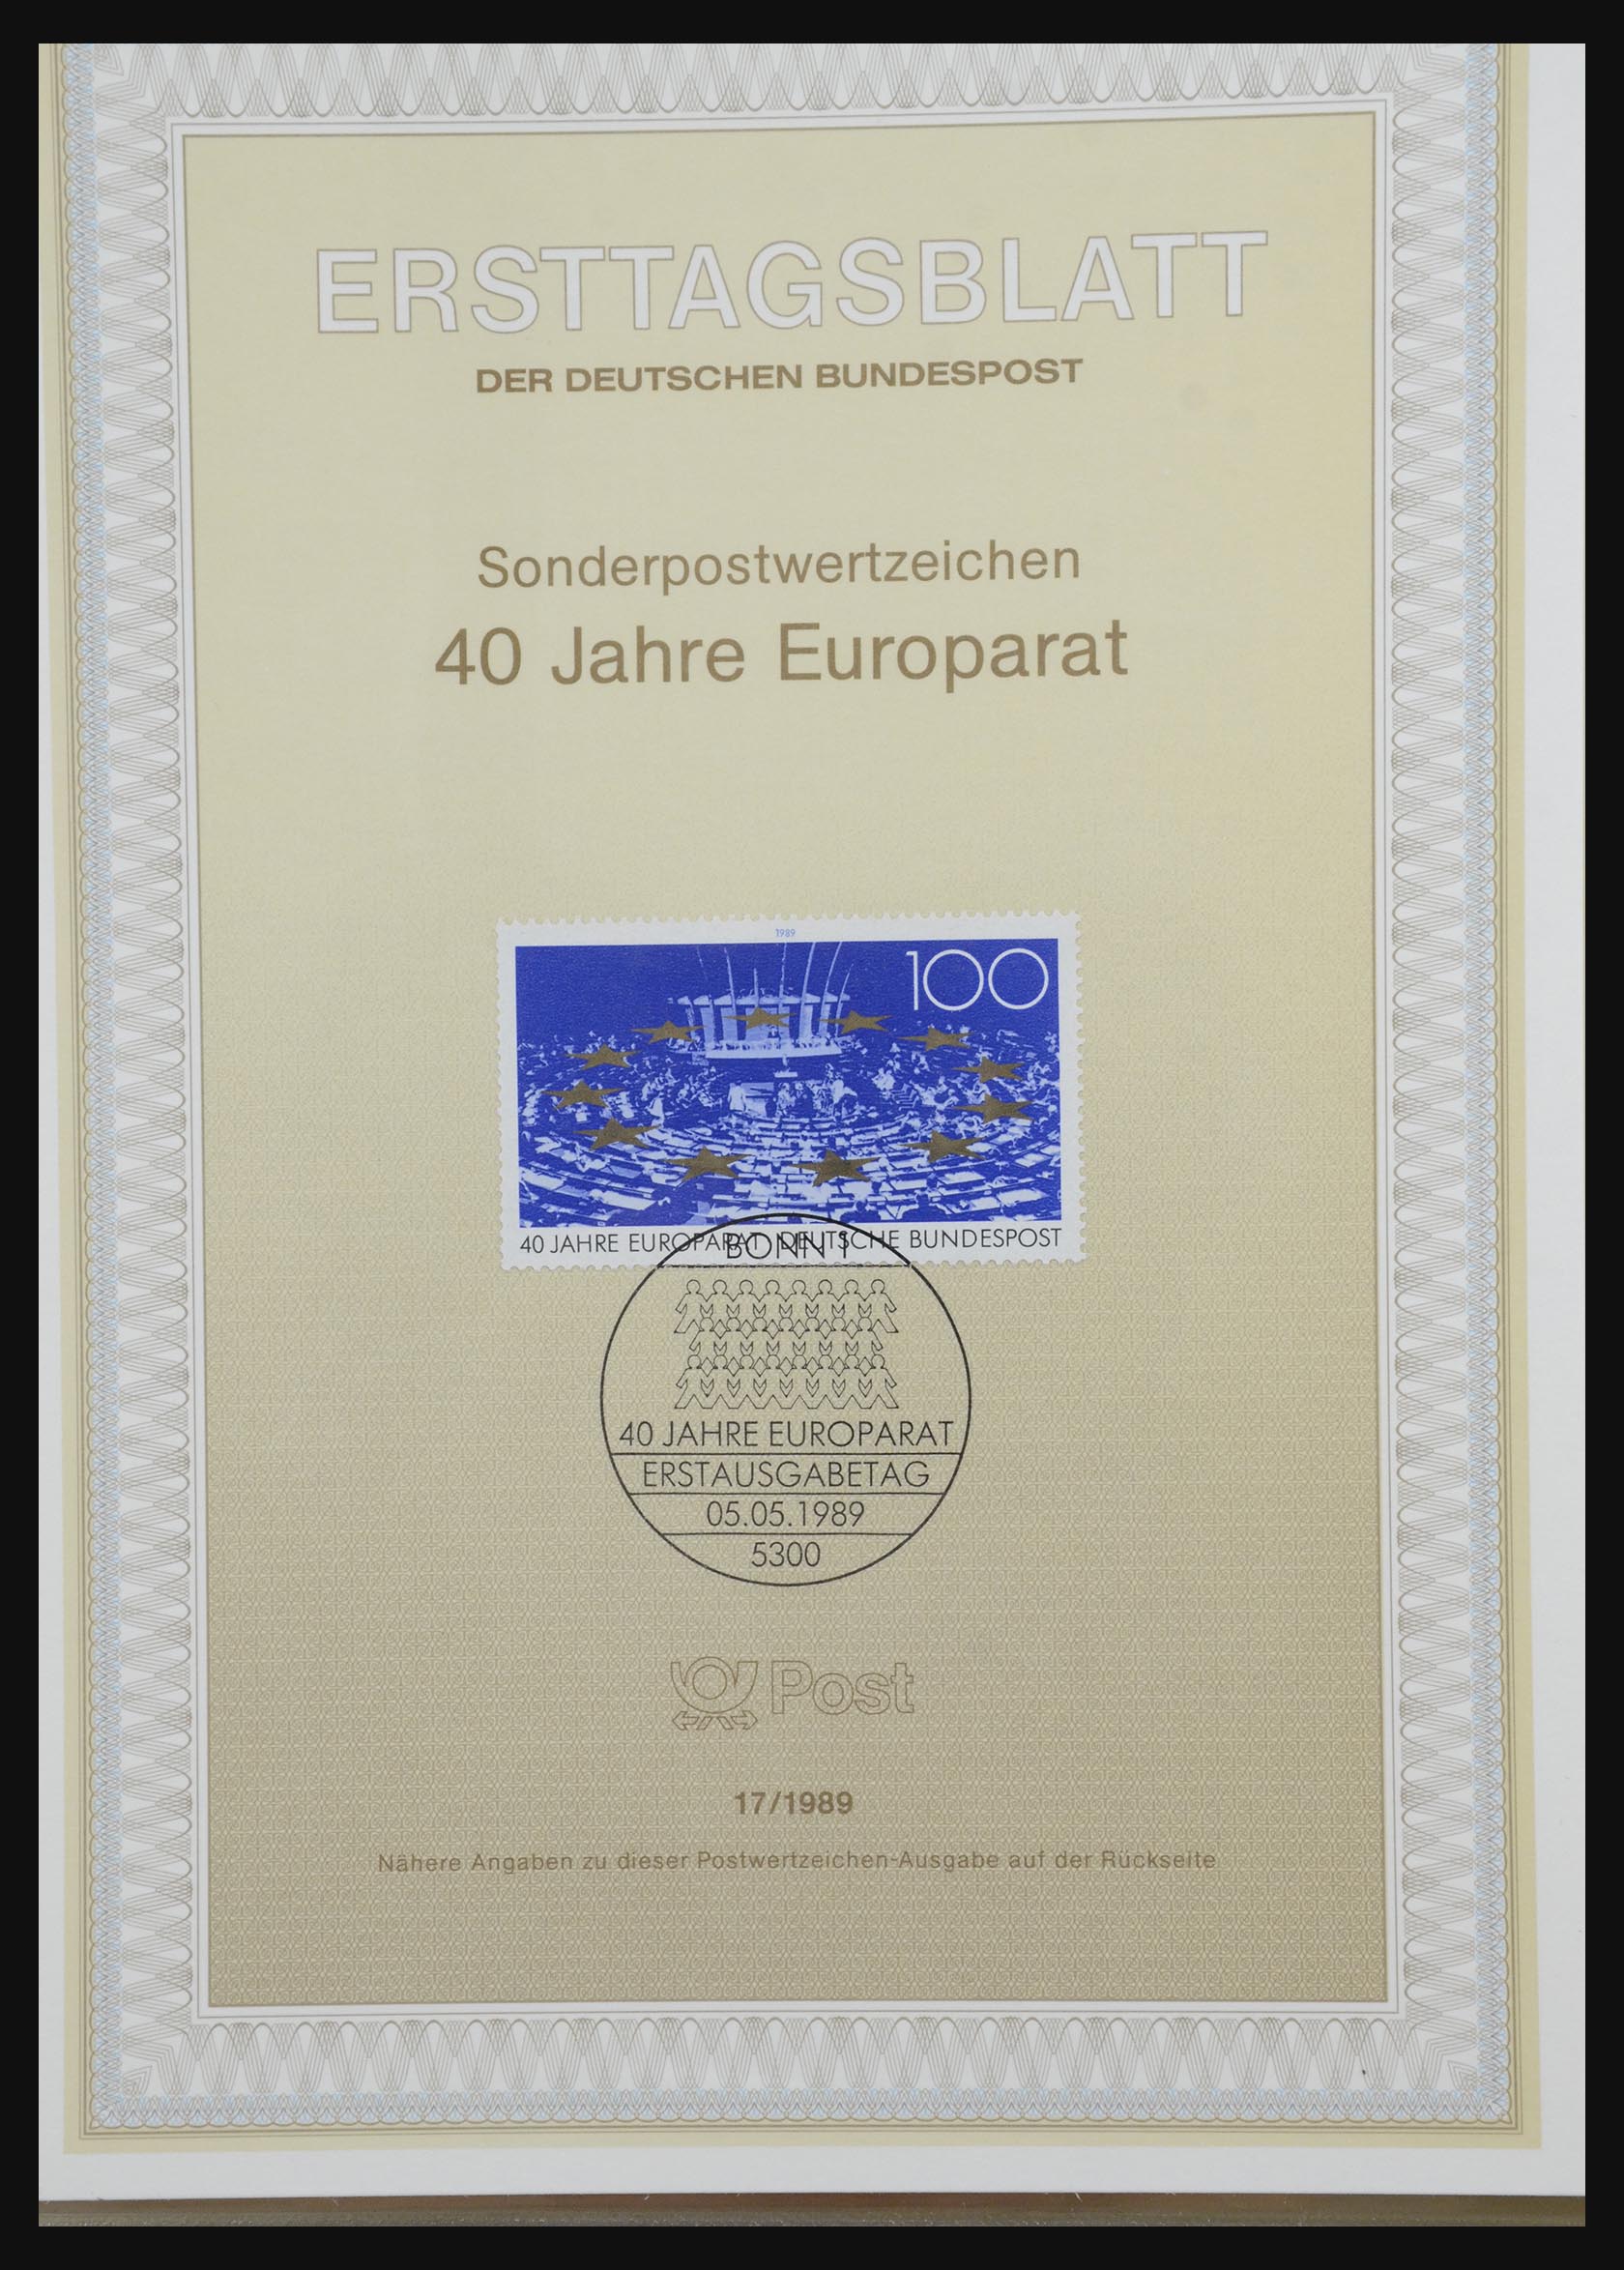 ERSTTAGSBLATT
DER DEUTSCHEN BUNDESPOST
Sonderpostwertzeichen
40 Jahre Europarat
1989
100
40 JAHRE EUROPARAT DEUTSCHE BUNDESPOST
BONN 1
40 JAHRE EUROPARAT
ERSTAUSGABETAG
05.05.1989
5300
Post
17/1989
Nähere Angaben zu dieser Postwertzeichen-Ausgabe auf der Rückseite